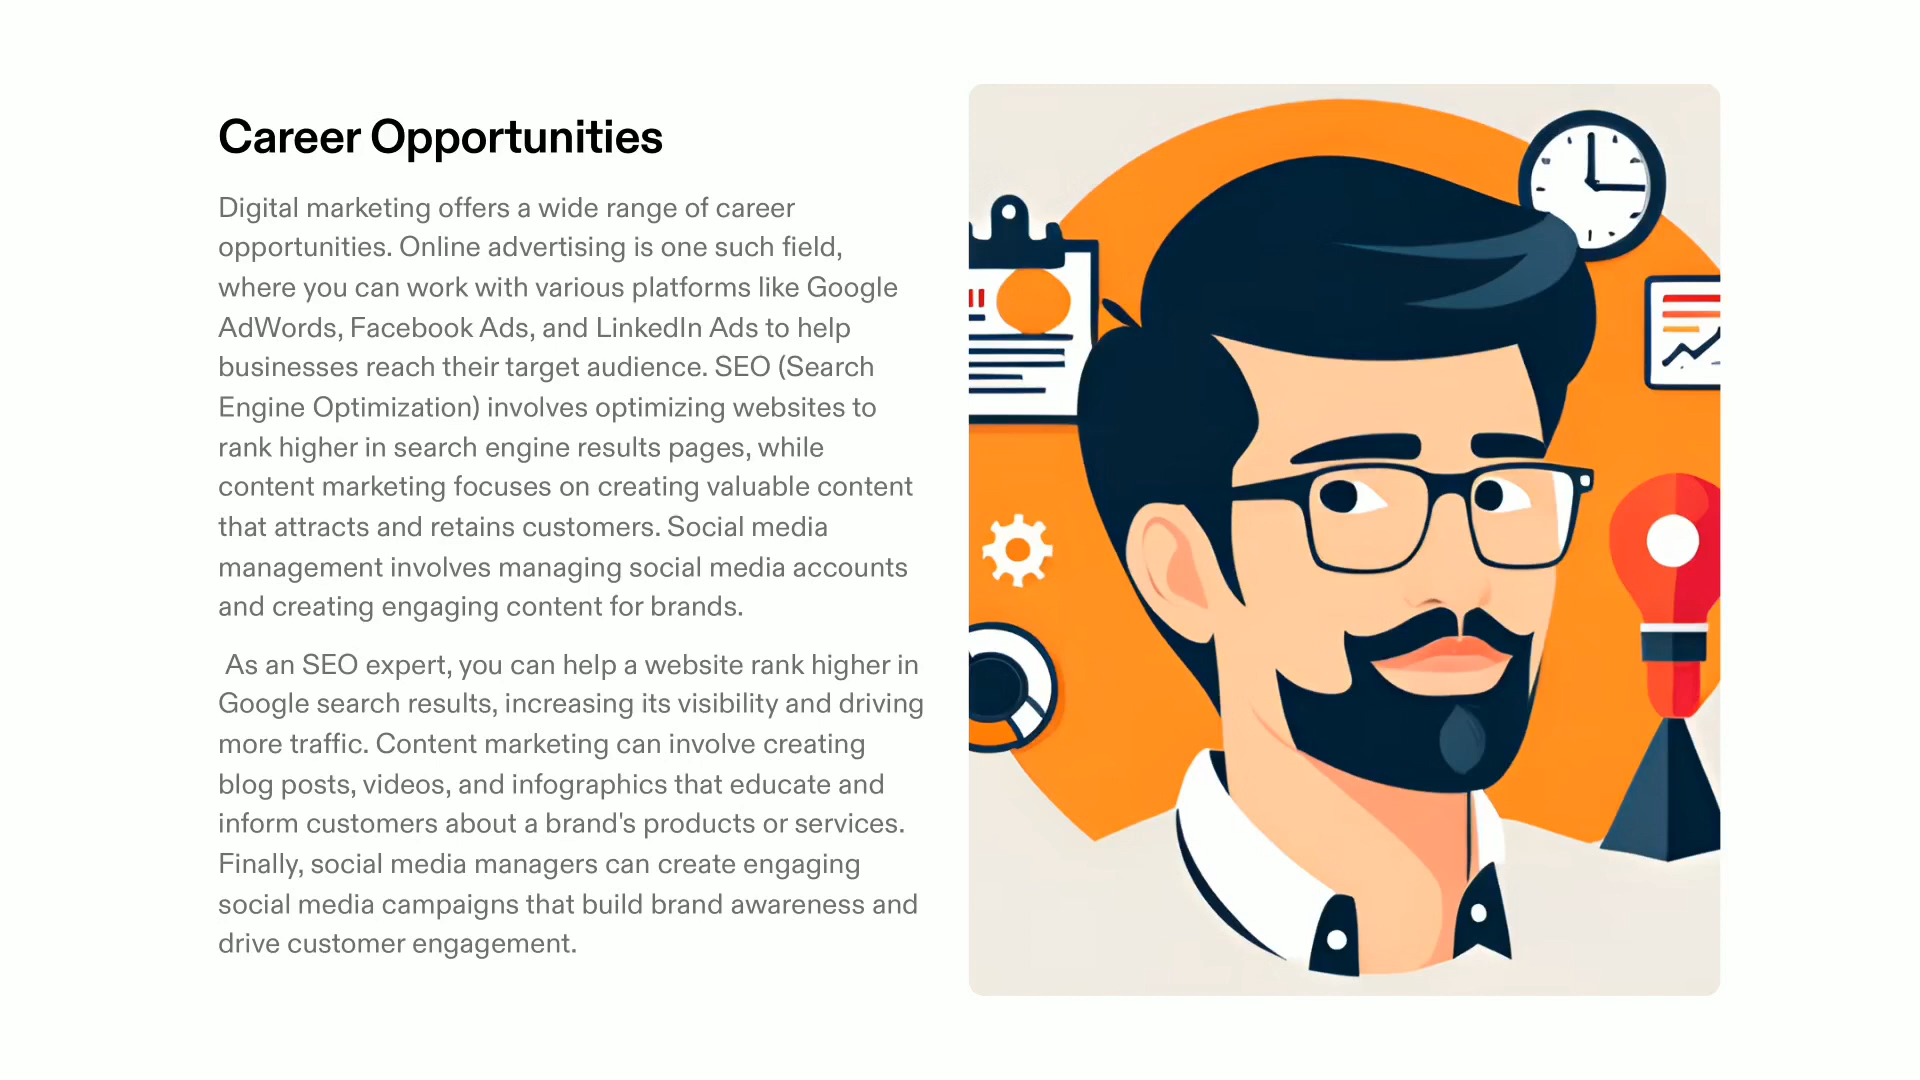 Career Opportunities
Digital marketing offers a wide range of career
opportunities. Online advertising is one such field,
where you can work with various platforms like Google
AdWords, Facebook Ads, and LinkedIn Ads to help
businesses reach their target audience. SEO (Search
Engine Optimization) involves optimizing websites to
rank higher in search engine results pages, while
content marketing focuses on creating valuable content
that attracts and retains customers. Social media
management involves managing social media accounts
and creating engaging content for brands.
As an SEO expert, you can help a website rank higher in
Google search results, increasing its visibility and driving
more traffic. Content marketing can involve creating
blog posts, videos, and infographics that educate and
inform customers about a brand's products or services.
Finally, social media managers can create engaging
social media campaigns that build brand awareness and
drive customer engagement.